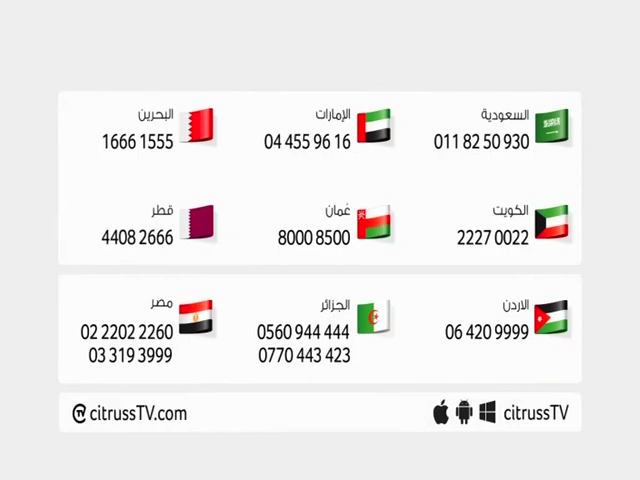 السعودية
011 82 50 930
الإمارات
04 455 96 16
البحرين
1666 1555
الكويت
2227 0022
عُمان
8000 8500
قطر
4408 2666
الاردن
06 420 9999
الجزائر
0560 944 444
0770 443 423
مصر
02 2202 2260
03 319 3999
citrussTV.com
citrussTV